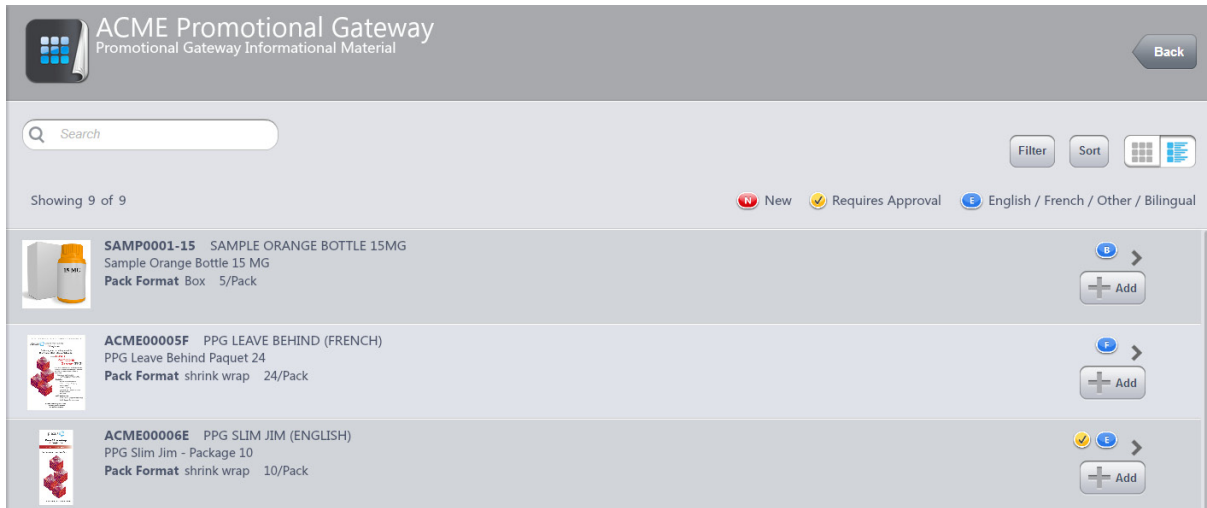 ACME Promotional Gateway
Promotional Gateway Informational Material
Back
Search
Filter
Sort
Showing 9 of 9
N New
Requires Approval
E English / French / Other / Bilingual
15 MG
SAMP0001-15 SAMPLE ORANGE BOTTLE 15MG
Sample Orange Bottle 15 MG
Pack Format Box 5/Pack
B
Add
ACME00005F PPG LEAVE BEHIND (FRENCH)
PPG Leave Behind Paquet 24
Pack Format shrink wrap 24/Pack
F
Add
ACME00006E PPG SLIM JIM (ENGLISH)
PPG Slim Jim - Package 10
Pack Format shrink wrap 10/Pack
E
Add